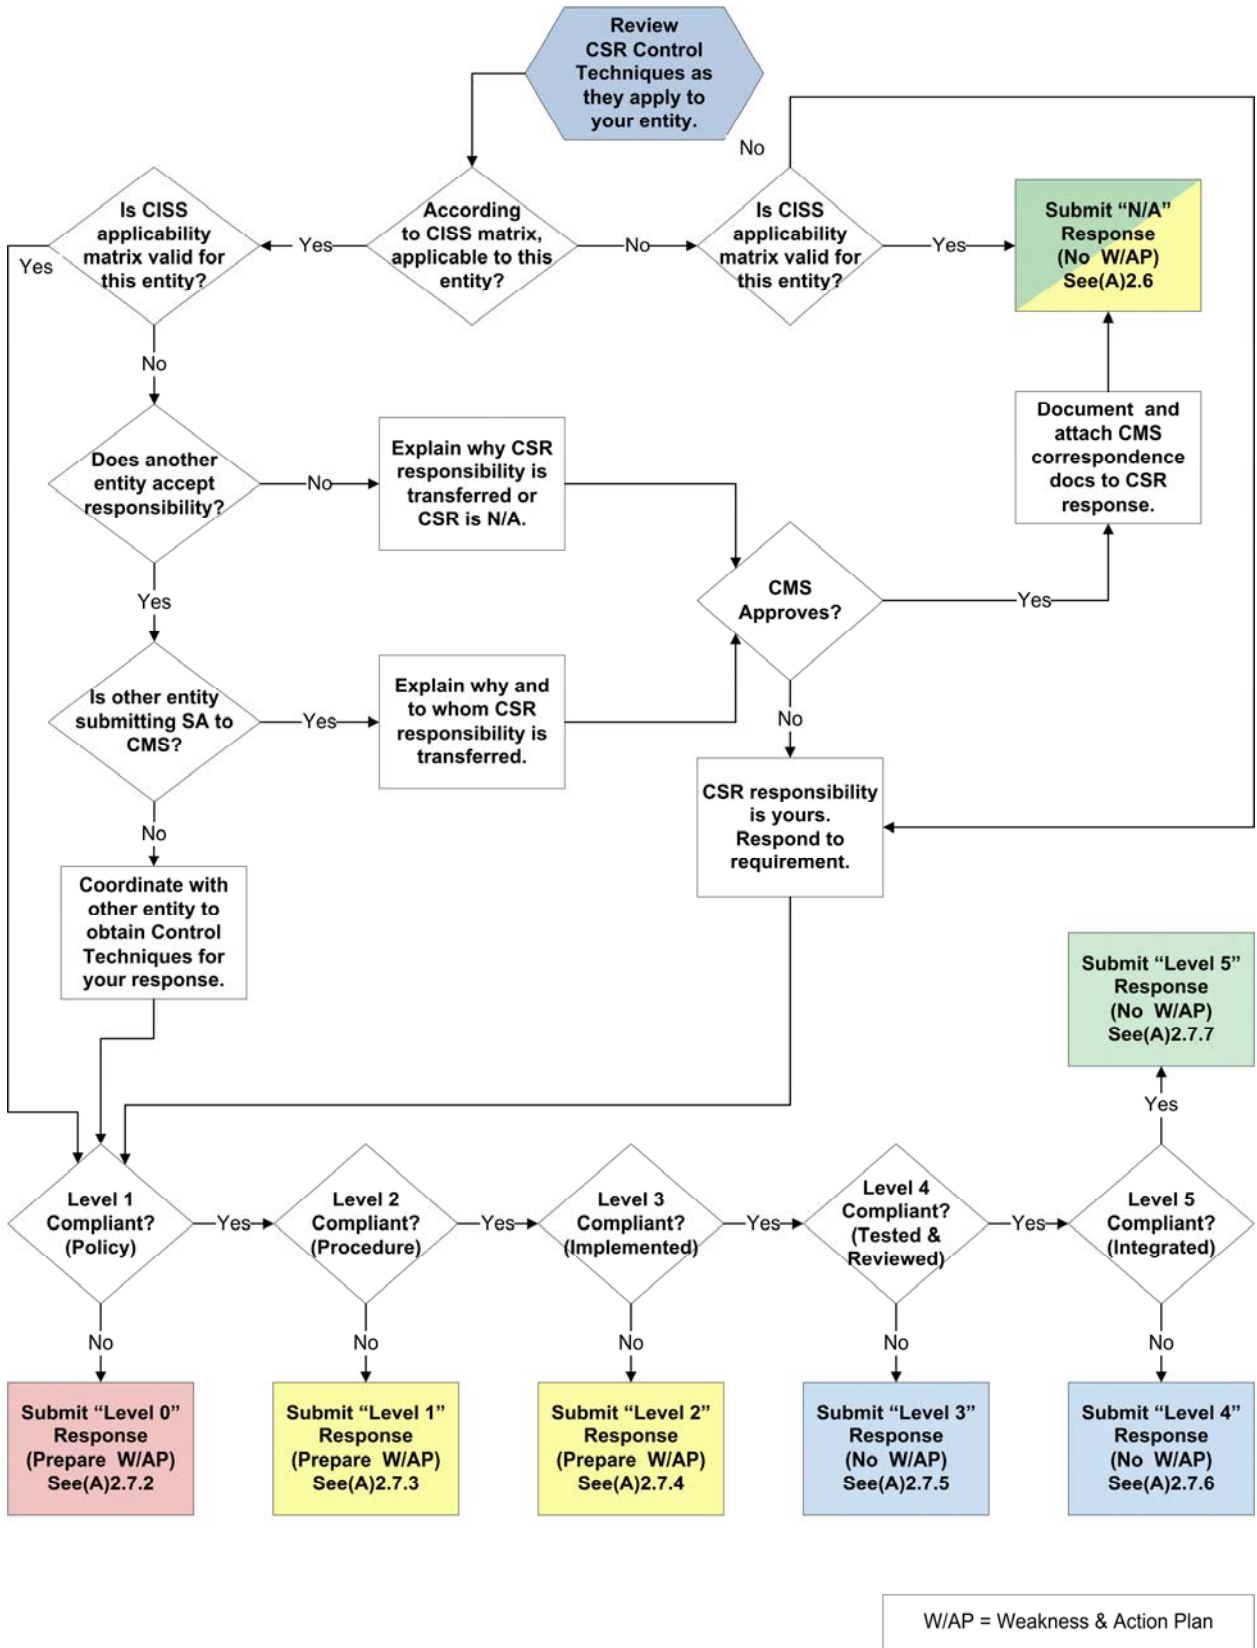 Review
CSR Control
Techniques as
they apply to
your entity.
No
Is CISS
applicability
matrix valid for
this entity?
Yes
Yes
According
to CISS matrix,
applicable to this
entity?
No
Is CISS
applicability
matrix valid for
this entity?
Yes
Submit “N/A”
Response
(No W/AP)
See(A)2.6
No
Does another
entity accept
responsibility?
No
Explain why CSR
responsibility is
transferred or
CSR is N/A.
Document and
attach CMS
correspondence
docs to CSR
response.
Yes
CMS
Approves?
Yes
Is other entity
submitting SA to
CMS?
Yes
Explain why and
to whom CSR
responsibility is
transferred.
No
No
CSR responsibility
is yours.
Respond to
requirement.
Coordinate with
other entity to
obtain Control
Techniques for
your response.
Submit “Level 5”
Response
(No W/AP)
See(A)2.7.7
Yes
Level 1
Compliant?
(Policy)
Yes
Level 2
Compliant?
(Procedure)
Yes
Level 3
Compliant?
(Implemented)
Yes
Level 4
Compliant?
(Tested &
Reviewed)
Yes
Level 5
Compliant?
(Integrated)
No
No
No
No
No
Submit “Level 0”
Response
(Prepare W/AP)
See(A)2.7.2
Submit “Level 1”
Response
(Prepare W/AP)
See(A)2.7.3
Submit “Level 2”
Response
(Prepare W/AP)
See(A)2.7.4
Submit “Level 3”
Response
(No W/AP)
See(A)2.7.5
Submit “Level 4”
Response
(No W/AP)
See(A)2.7.6
W/AP = Weakness & Action Plan